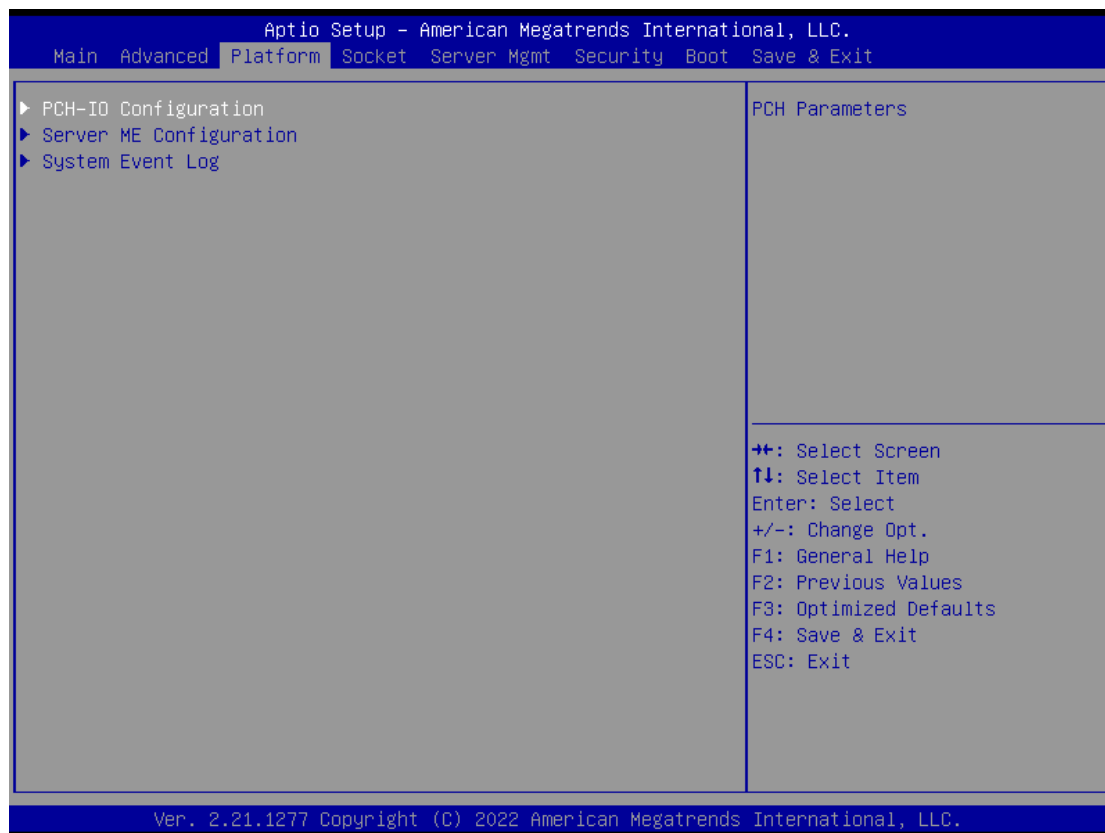 Aptio Setup – American Megatrends International, LLC.
Main Advanced Platform Socket Server Mgmt Security Boot Save & Exit
▶ PCH-IO Configuration
▶ Server ME Configuration
▶ System Event Log
PCH Parameters
→←: Select Screen
↑↓: Select Item
Enter: Select
+/-: Change Opt.
F1: General Help
F2: Previous Values
F3: Optimized Defaults
F4: Save & Exit
ESC: Exit
Ver. 2.21.1277 Copyright (C) 2022 American Megatrends International, LLC.